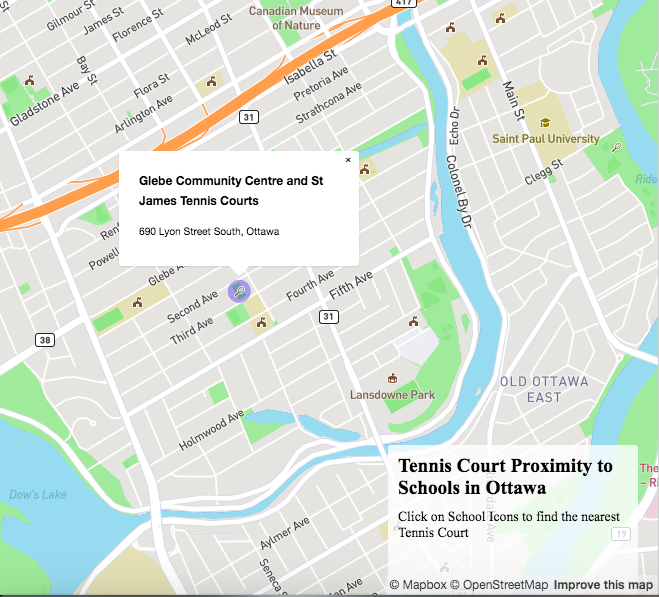 417
Gilmour St
James St
Florence St
McLeod St
Canadian Museum
of Nature
Bay St
Gladstone Ave
Flora St
Arlington Ave
Isabella St
Pretoria Ave
Strathcona Ave
31
Main St
Echo Dr
Saint Paul University
Colonel By Dr
Clegg St
Ride
×
Glebe Community Centre and St
James Tennis Courts
690 Lyon Street South, Ottawa
Ren
Powell
Glebe A
Second Ave
Third Ave
Fourth Ave
Fifth Ave
31
38
Lansdowne Park
OLD OTTAWA
EAST
Holmwood Ave
Dow's Lake
Aylmer Ave
Seneca S
Tennis Court Proximity to
Schools in Ottawa
Click on School Icons to find the nearest
Tennis Court
The
- Ri
19
Ave
© Mapbox © OpenStreetMap Improve this map